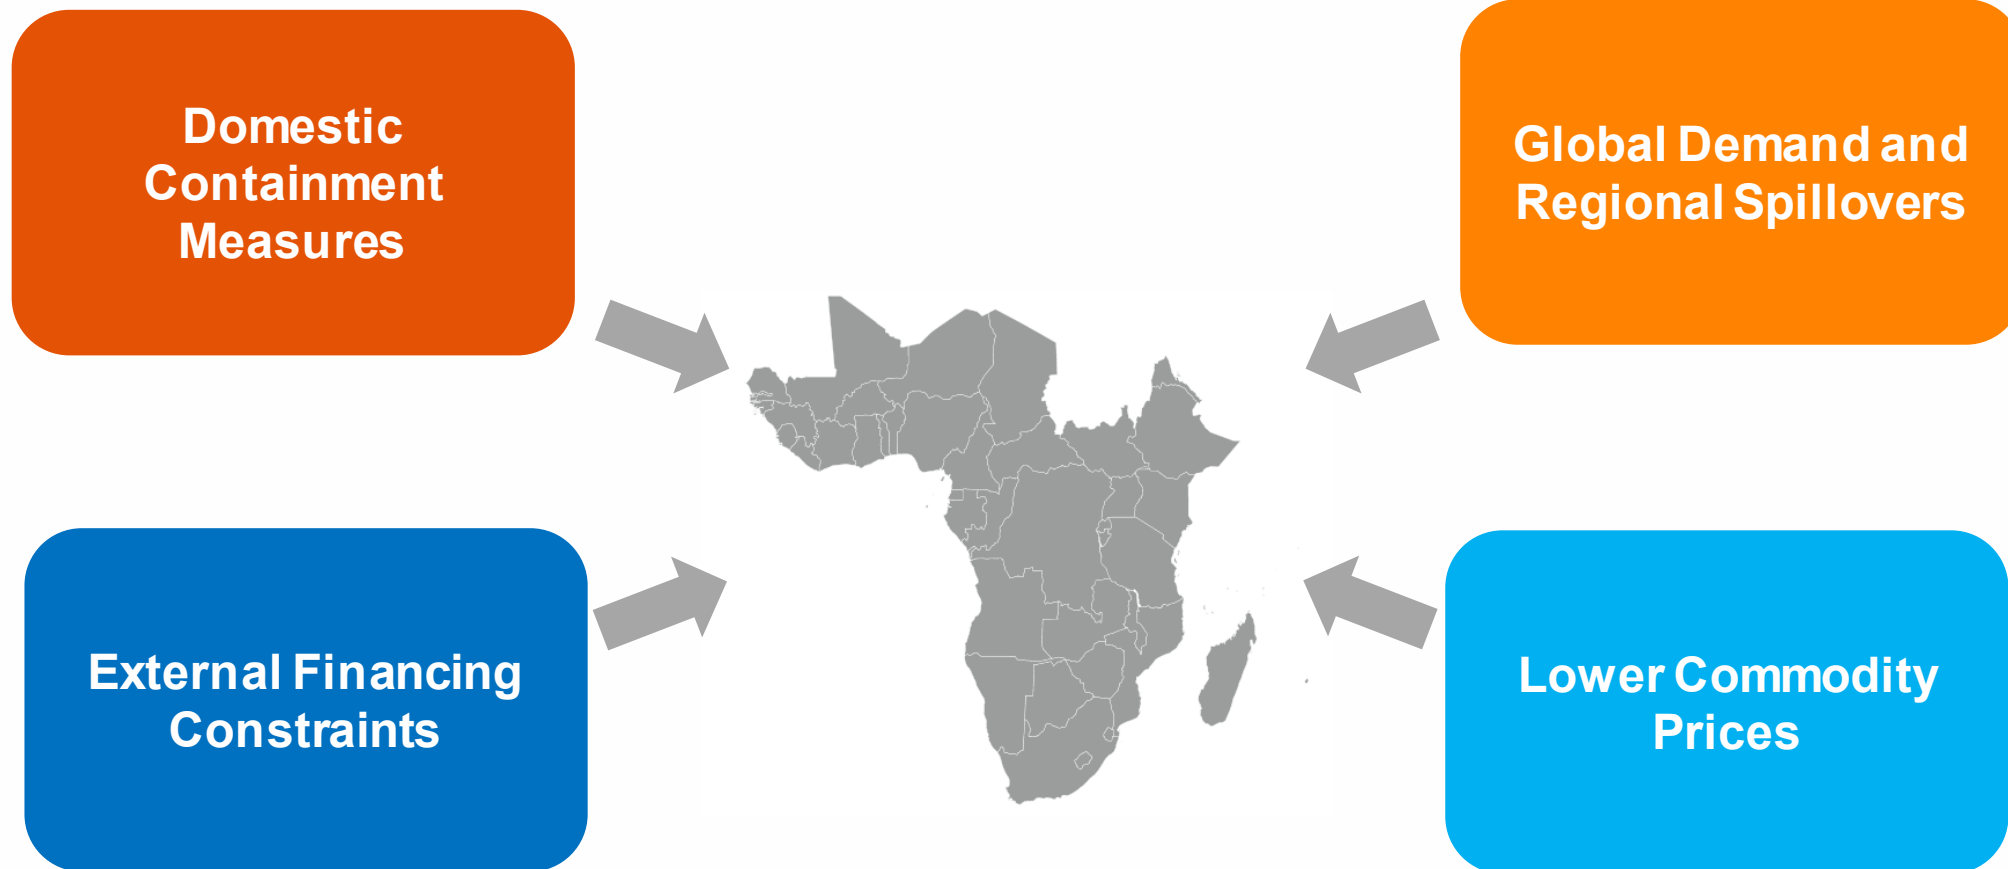 Domestic
Containment
Measures
Global Demand and
Regional Spillovers
External Financing
Constraints
Lower Commodity
Prices